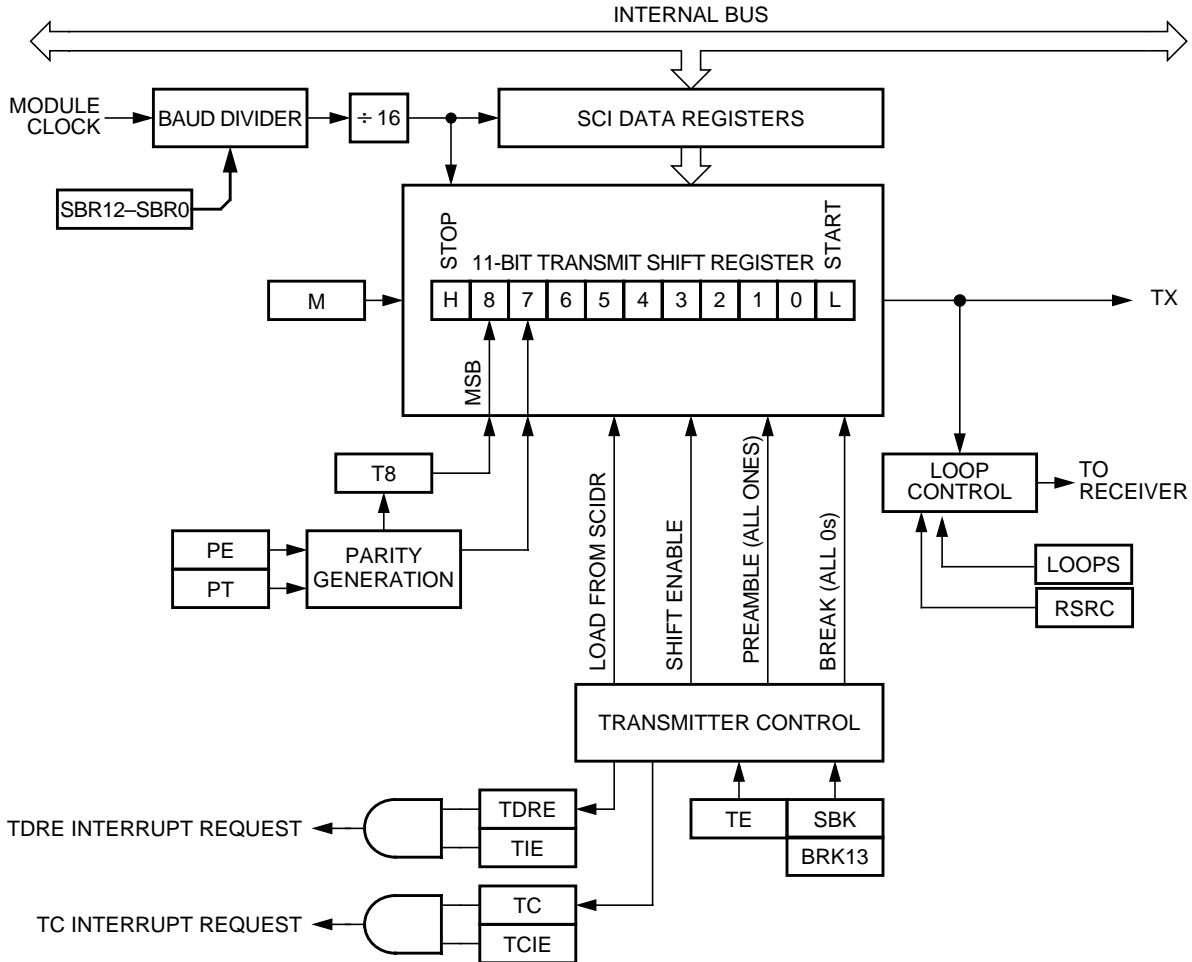 INTERNAL BUS
MODULE
CLOCK
BAUD DIVIDER
÷ 16
SCI DATA REGISTERS
SBR12–SBR0
STOP
START
11-BIT TRANSMIT SHIFT REGISTER
H 8 7 6 5 4 3 2 1 0 L
M
TX
MSB
T8
LOOP
CONTROL
TO
RECEIVER
PE
PT
PARITY
GENERATION
LOAD FROM SCIDR
SHIFT ENABLE
PREAMBLE (ALL ONES)
BREAK (ALL 0s)
LOOPS
RSRC
TRANSMITTER CONTROL
TDRE INTERRUPT REQUEST
TDRE
TIE
TE
SBK
BRK13
TC INTERRUPT REQUEST
TC
TCIE